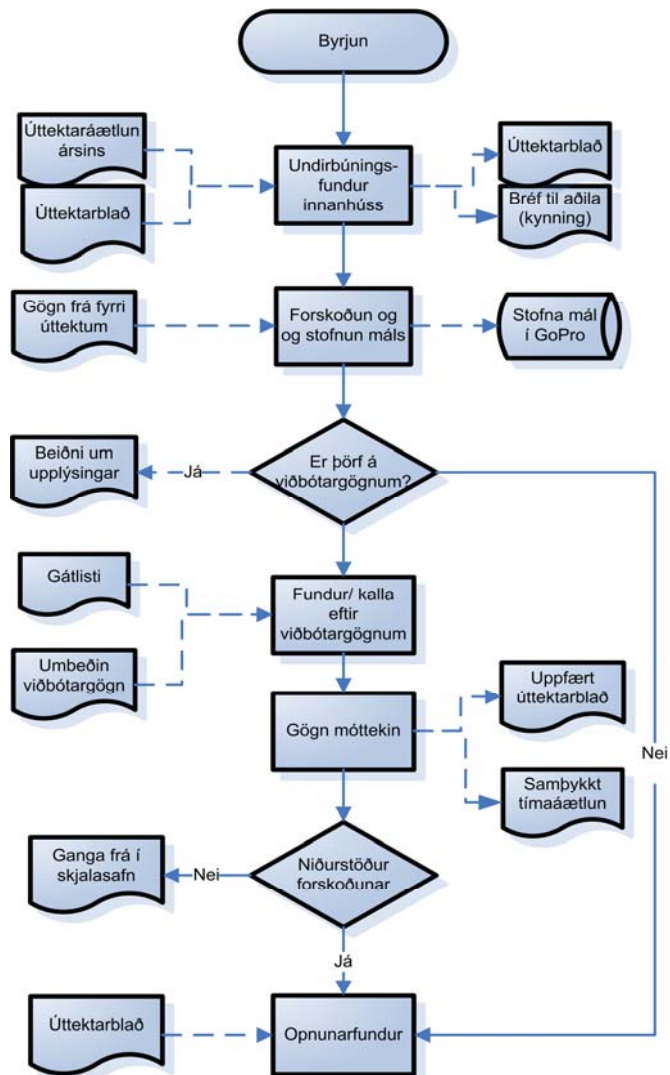 Byrjun
Úttektaráætlun
ársins
Úttektarblað
Undirbúnings-
fundur
innanhúss
Úttektarblað
Bréf til aðila
(kynning)
Gögn frá fyrri
úttektum
Forskoðun og
og stofnun máls
Stofna mál
í GoPro
Beiðni um
upplýsingar
Já
Er þörf á
viðbótargögnum?
Gátlisti
Umbeðin
viðbótargögn
Fundur/ kalla
eftir
viðbótargögnum
Gögn móttekin
Uppfært
úttektarblað
Samþykkt
tímaáætlun
Nei
Ganga frá í
skjalasafn
Nei
Niðurstöður
forskoðunar
Já
Úttektarblað
Opnunarfundur